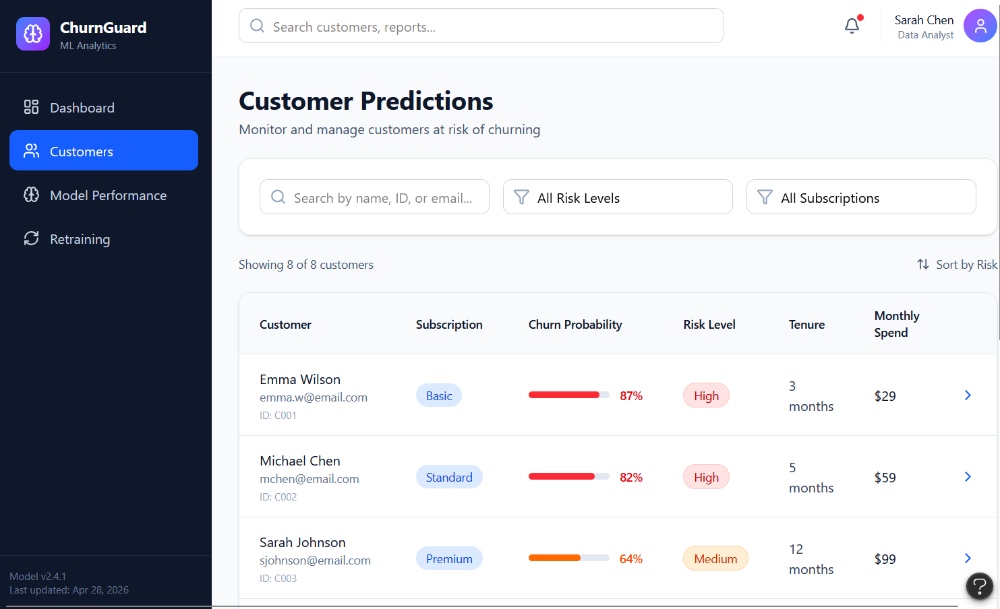 ChurnGuard
ML Analytics
Dashboard
Customers
Model Performance
Retraining
Model v2.4.1
Last updated: Apr 28, 2026
Search customers, reports...
Sarah Chen
Data Analyst
Customer Predictions
Monitor and manage customers at risk of churning
Search by name, ID, or email...
All Risk Levels
All Subscriptions
Showing 8 of 8 customers
Sort by Risk
Customer Subscription Churn Probability Risk Level Tenure Monthly Spend
Emma Wilson
emma.w@email.com
ID: C001
Basic
87%
High
3 months
$29
Michael Chen
mchen@email.com
ID: C002
Standard
82%
High
5 months
$59
Sarah Johnson
sjohnson@email.com
ID: C003
Premium
64%
Medium
12 months
$99
?